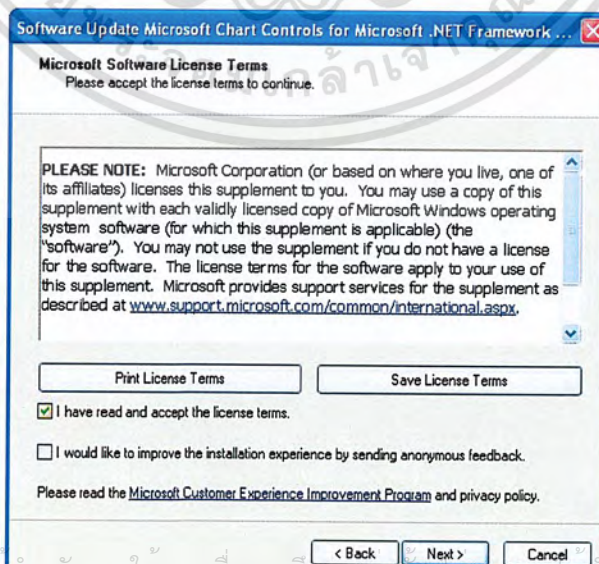 Software Update Microsoft Chart Controls for Microsoft .NET Framework ...
Microsoft Software License Terms
Please accept the license terms to continue.
PLEASE NOTE: Microsoft Corporation (or based on where you live, one of
its affiliates) licenses this supplement to you. You may use a copy of this
supplement with each validly licensed copy of Microsoft Windows operating
system software (for which this supplement is applicable) (the
"software"). You may not use the supplement if you do not have a license
for the software. The license terms for the software apply to your use of
this supplement. Microsoft provides support services for the supplement as
described at www.support.microsoft.com/common/international.aspx.
Print License Terms Save License Terms
I have read and accept the license terms.
I would like to improve the installation experience by sending anonymous feedback.
Please read the Microsoft Customer Experience Improvement Program and privacy policy.
< Back Next > Cancel